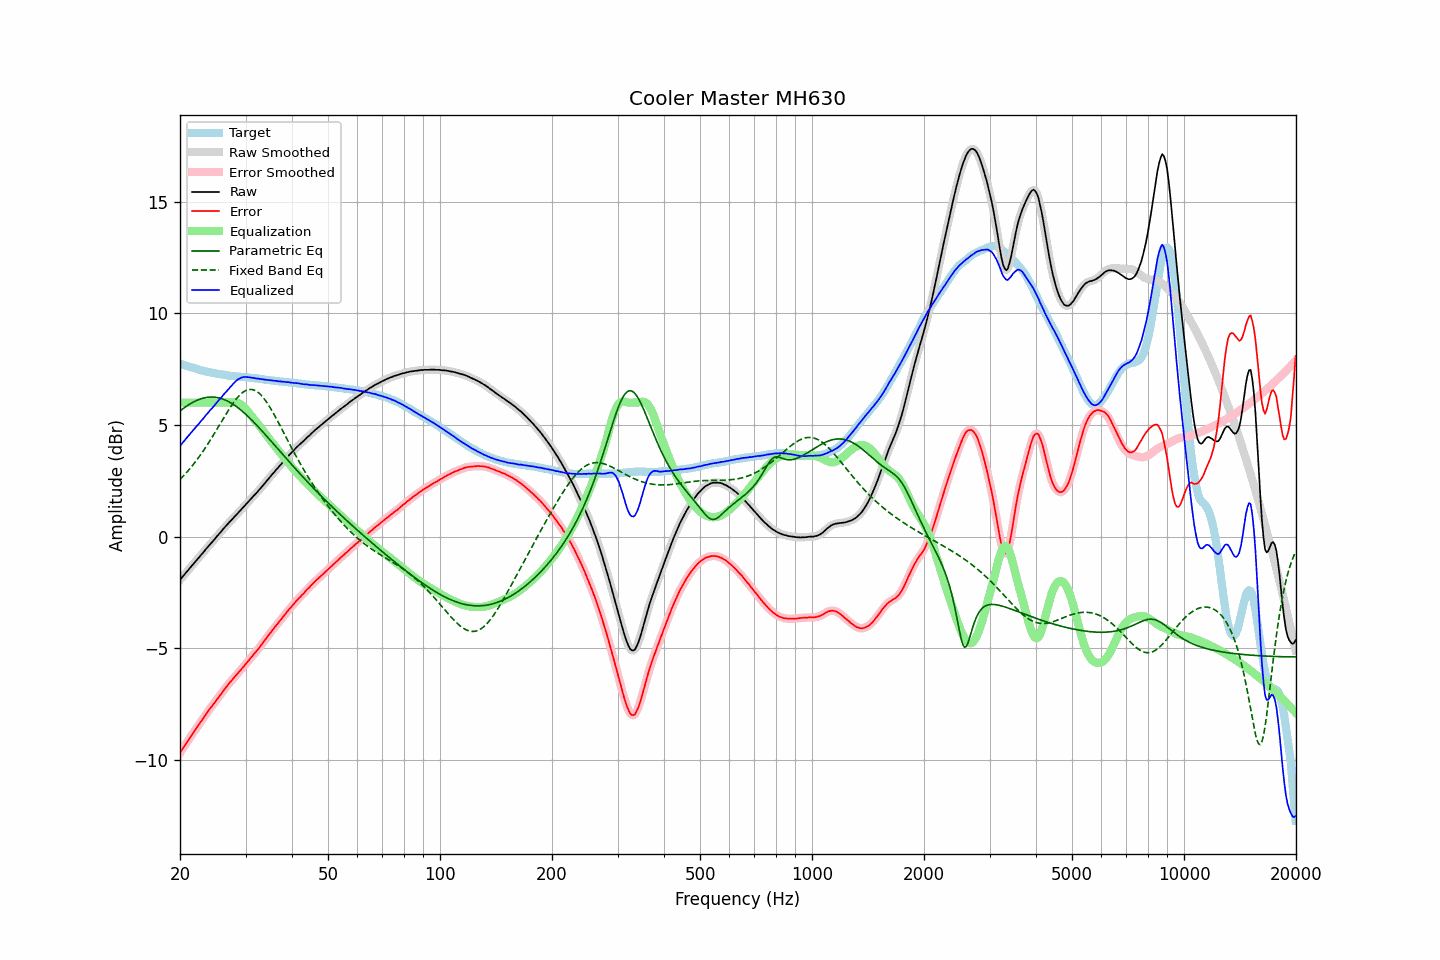 Cooler Master MH630
Target
Raw Smoothed
Error Smoothed
Raw
Error
Equalization
Parametric Eq
Fixed Band Eq
Equalized
Amplitude (dBr)
15
10
5
0
−5
−10
20
50
100
200
500
1000
2000
5000
10000
20000
Frequency (Hz)